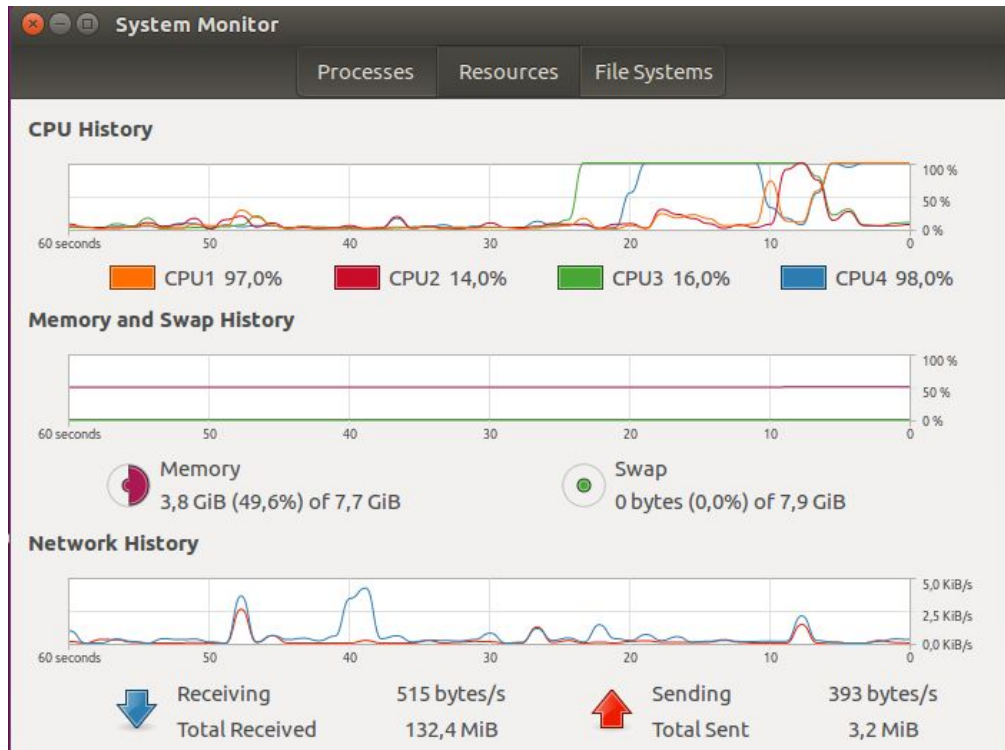 System Monitor
Processes Resources File Systems
CPU History
100 %
50 %
0 %
60 seconds 50 40 30 20 10 0
CPU1 97,0% CPU2 14,0% CPU3 16,0% CPU4 98,0%
Memory and Swap History
100 %
50 %
0 %
60 seconds 50 40 30 20 10 0
Memory Swap
3,8 GiB (49,6%) of 7,7 GiB 0 bytes (0,0%) of 7,9 GiB
Network History
5,0 KiB/s
2,5 KiB/s
0,0 KiB/s
60 seconds 50 40 30 20 10 0
Receiving 515 bytes/s Sending 393 bytes/s
Total Received 132,4 MiB Total Sent 3,2 MiB